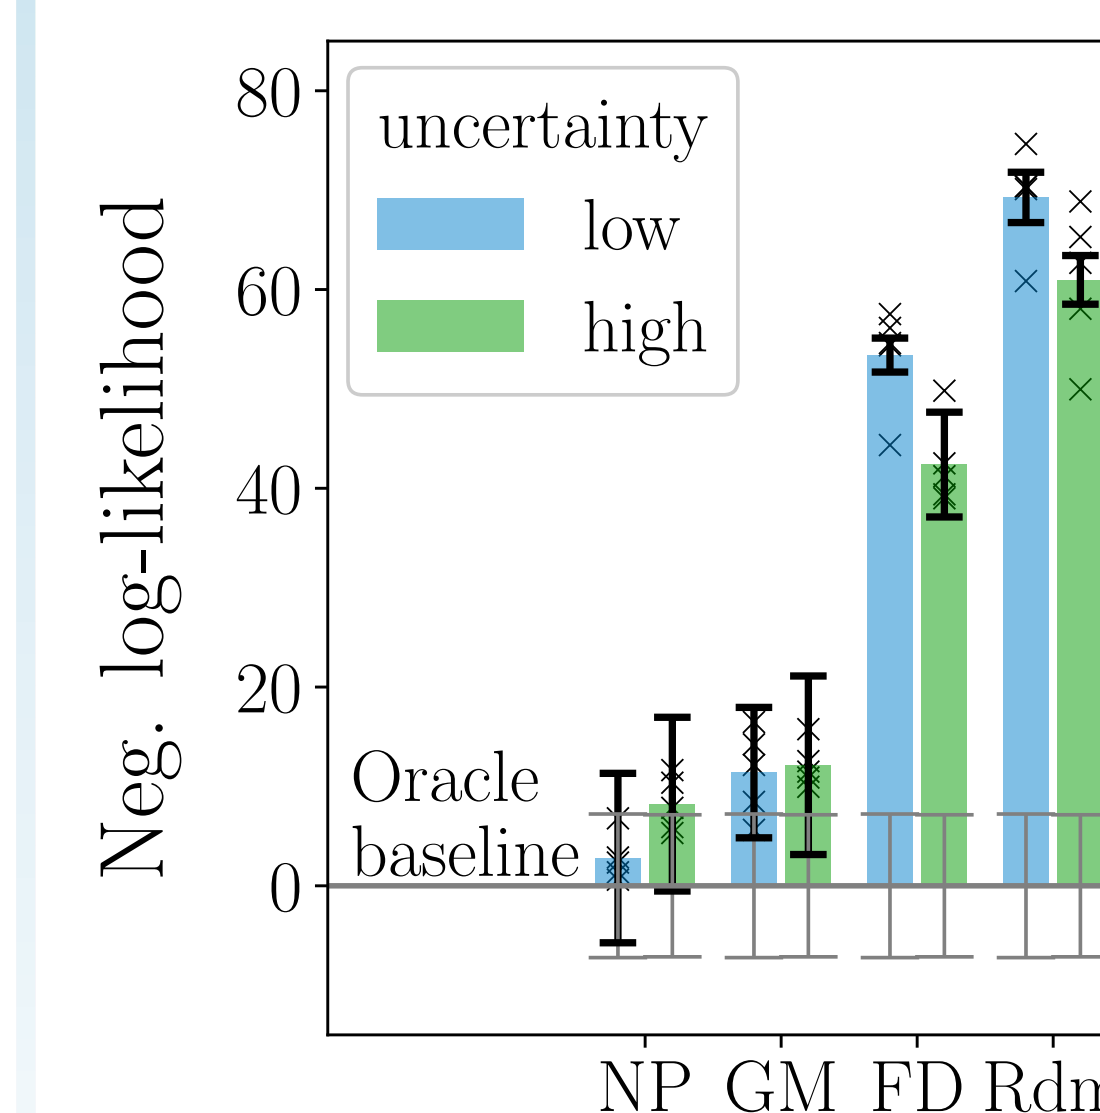 Neg. log-likelihood
80
60
40
20
0
uncertainty
low
high
Oracle
baseline
NP GM FD